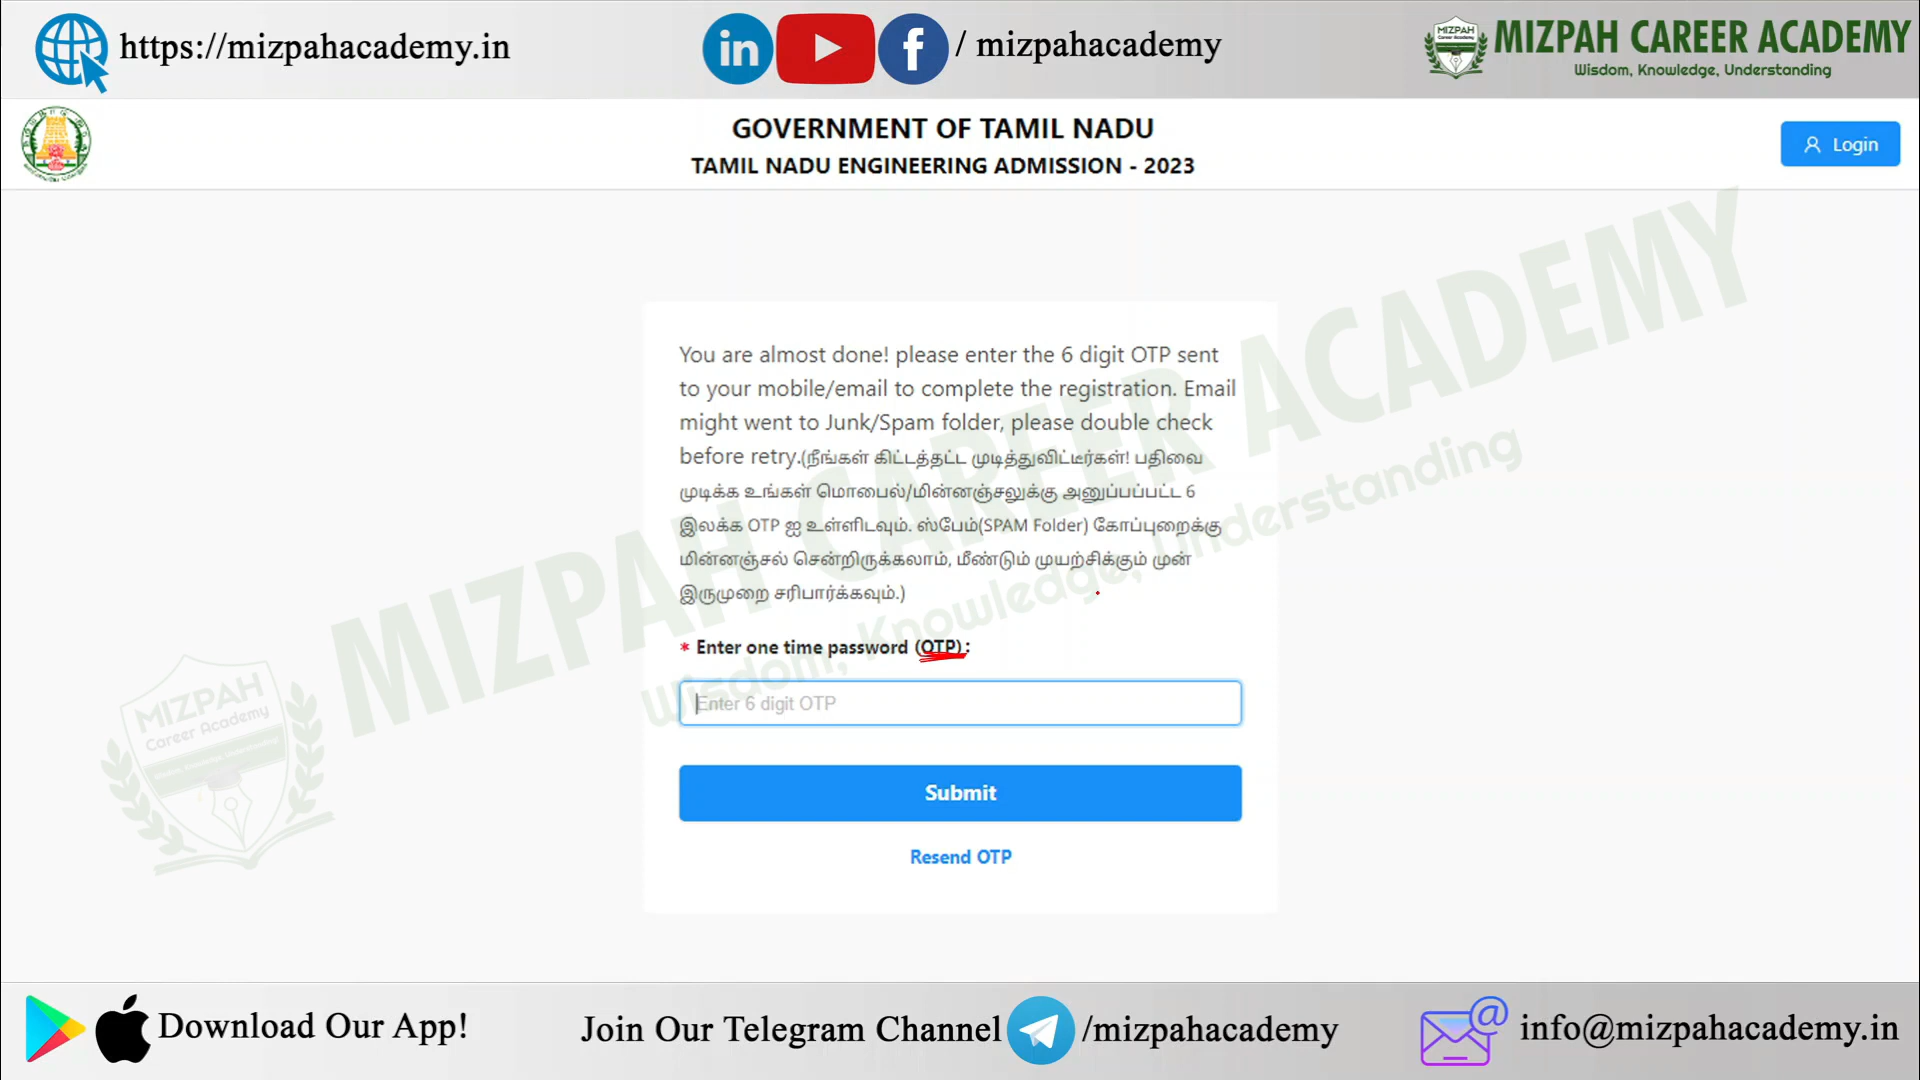 https://mizpahacademy.in
/ mizpahacademy
MIZPAH CAREER ACADEMY
Wisdom, Knowledge, Understanding
GOVERNMENT OF TAMIL NADU
TAMIL NADU ENGINEERING ADMISSION - 2023
Login
You are almost done! please enter the 6 digit OTP sent
to your mobile/email to complete the registration. Email
might went to Junk/Spam folder, please double check
before retry.(நீங்கள் கிட்டத்தட்ட முடித்துவிட்டீர்கள்! பதிவை
முடிக்க உங்கள் மொபைல்/மின்னஞ்சலுக்கு அனுப்பப்பட்ட 6
இலக்க OTP ஐ உள்ளிடவும். ஸ்பேம்(SPAM Folder) கோப்புறைக்கு
மின்னஞ்சல் சென்றிருக்கலாம், மீண்டும் முயற்சிக்கும் முன்
இருமுறை சரிபார்க்கவும்.)
* Enter one time password (OTP) :
Enter 6 digit OTP
Submit
Resend OTP
MIZPAH CAREER ACADEMY
Wisdom, Knowledge, Understanding
MIZPAH
Career Academy
Download Our App!
Join Our Telegram Channel /mizpahacademy
info@mizpahacademy.in